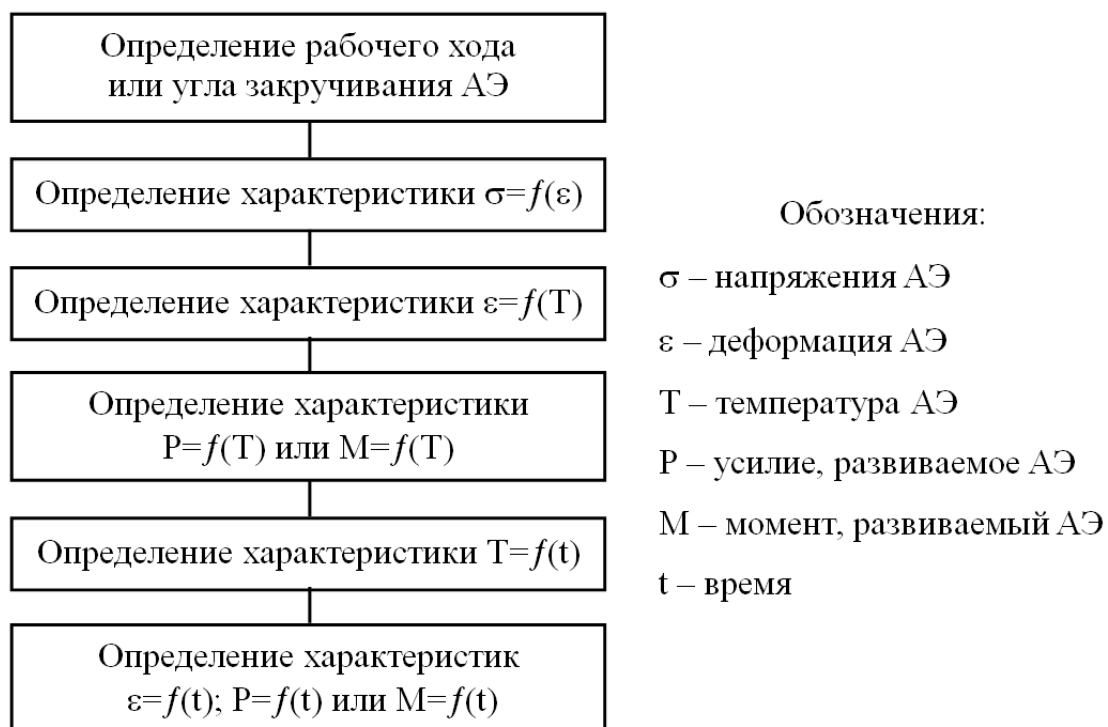 Определение рабочего хода
или угла закручивания АЭ
Определение характеристики σ=f(ε)
Определение характеристики ε=f(T)
Определение характеристики
P=f(T) или M=f(T)
Определение характеристики T=f(t)
Определение характеристик
ε=f(t); P=f(t) или M=f(t)
Обозначения:
σ – напряжения АЭ
ε – деформация АЭ
T – температура АЭ
P – усилие, развиваемое АЭ
M – момент, развиваемый АЭ
t – время